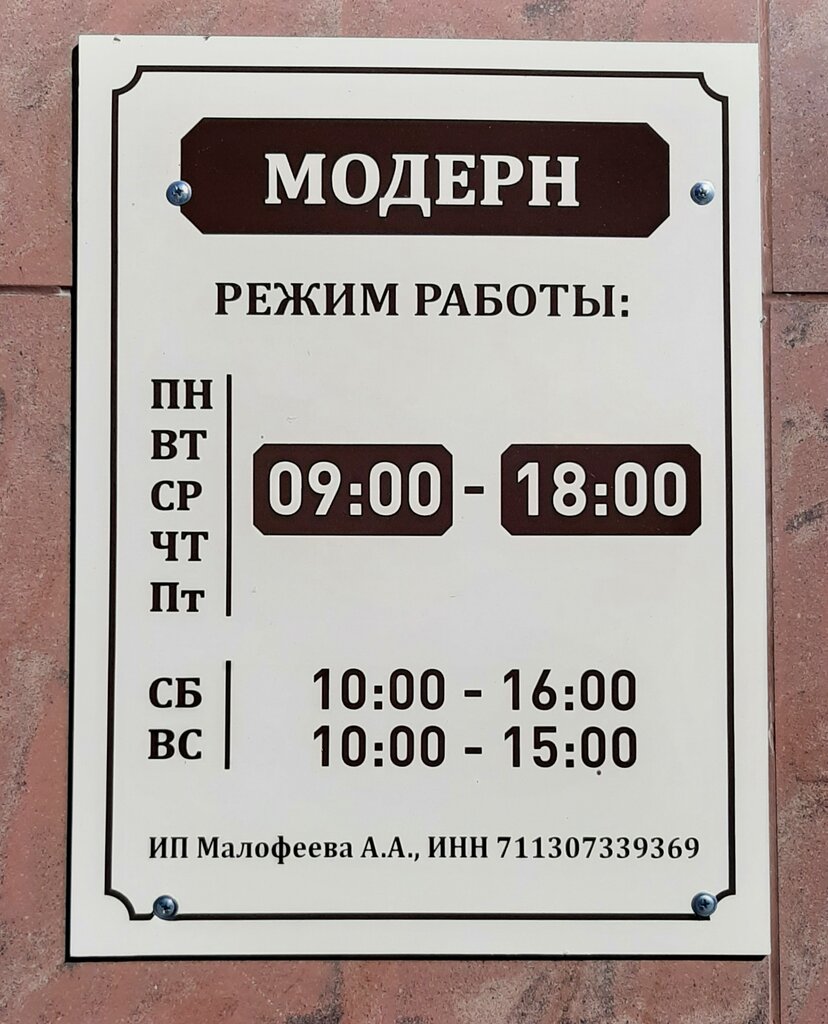 МОДЕРН
РЕЖИМ РАБОТЫ:
ПН
ВТ
СР
ЧТ
Пт
09:00 - 18:00
СБ 10:00 - 16:00
ВС 10:00 - 15:00
ИП Малофеева А.А., ИНН 711307339369